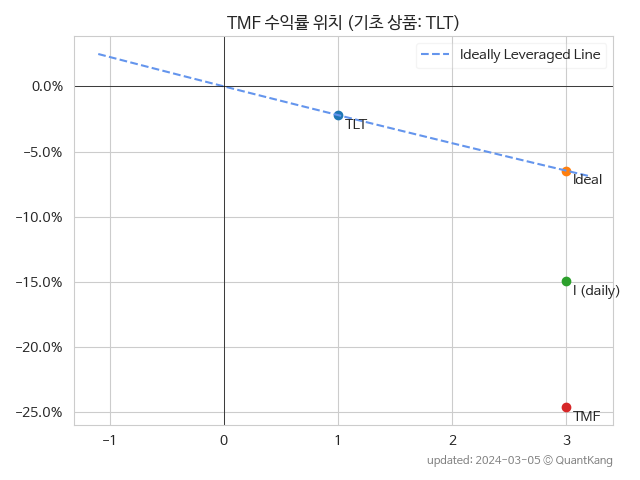 TMF 수익률 위치 (기초 상품: TLT)
Ideally Leveraged Line
0.0%
TLT
−5.0%
Ideal
−10.0%
−15.0%
I (daily)
−20.0%
−25.0%
TMF
−1
0
1
2
3
updated: 2024-03-05 © QuantKang